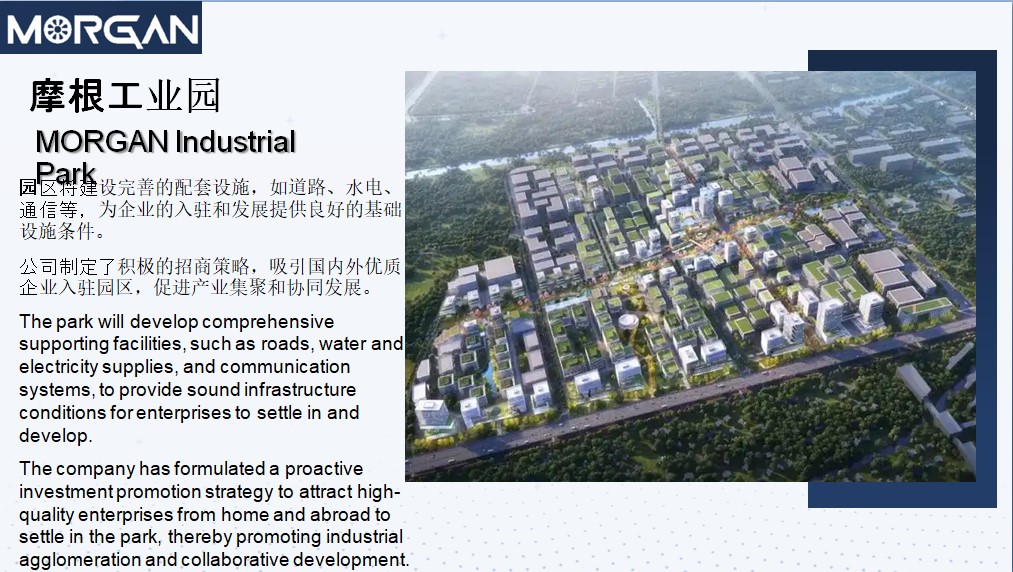 MORGAN
摩根工业园
MORGAN Industrial
Park
园区将建设完善的配套设施，如道路、水电、
通信等，为企业的入驻和发展提供良好的基础
设施条件。
公司制定了积极的招商策略，吸引国内外优质
企业入驻园区，促进产业集聚和协同发展。
The park will develop comprehensive
supporting facilities, such as roads, water and
electricity supplies, and communication
systems, to provide sound infrastructure
conditions for enterprises to settle in and
develop.
The company has formulated a proactive
investment promotion strategy to attract high-
quality enterprises from home and abroad to
settle in the park, thereby promoting industrial
agglomeration and collaborative development.